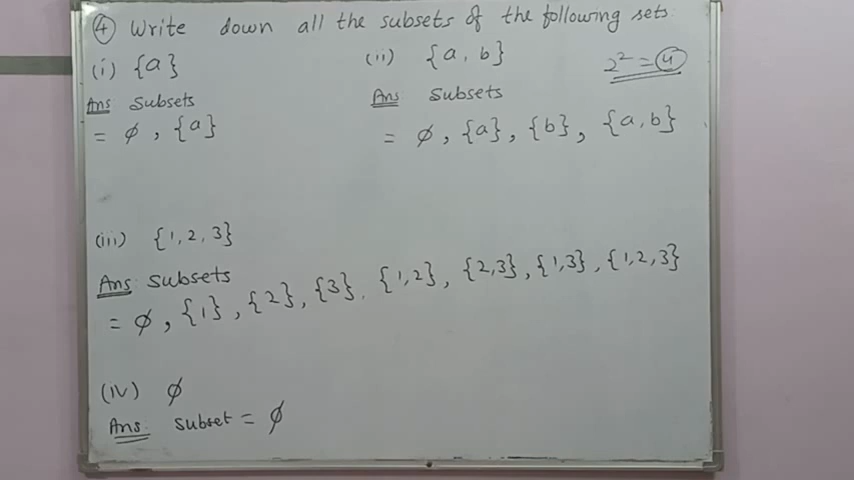 ④ Write down all the subsets of the following sets
(i) {a}
(ii) {a, b}
2² = ④
Ans Subsets
= ∅, {a}
Ans Subsets
= ∅, {a}, {b}, {a, b}
(iii) {1, 2, 3}
Ans Subsets
= ∅, {1}, {2}, {3}, {1,2}, {2,3}, {1,3}, {1, 2, 3}
(iv) ∅
Ans: subset = ∅